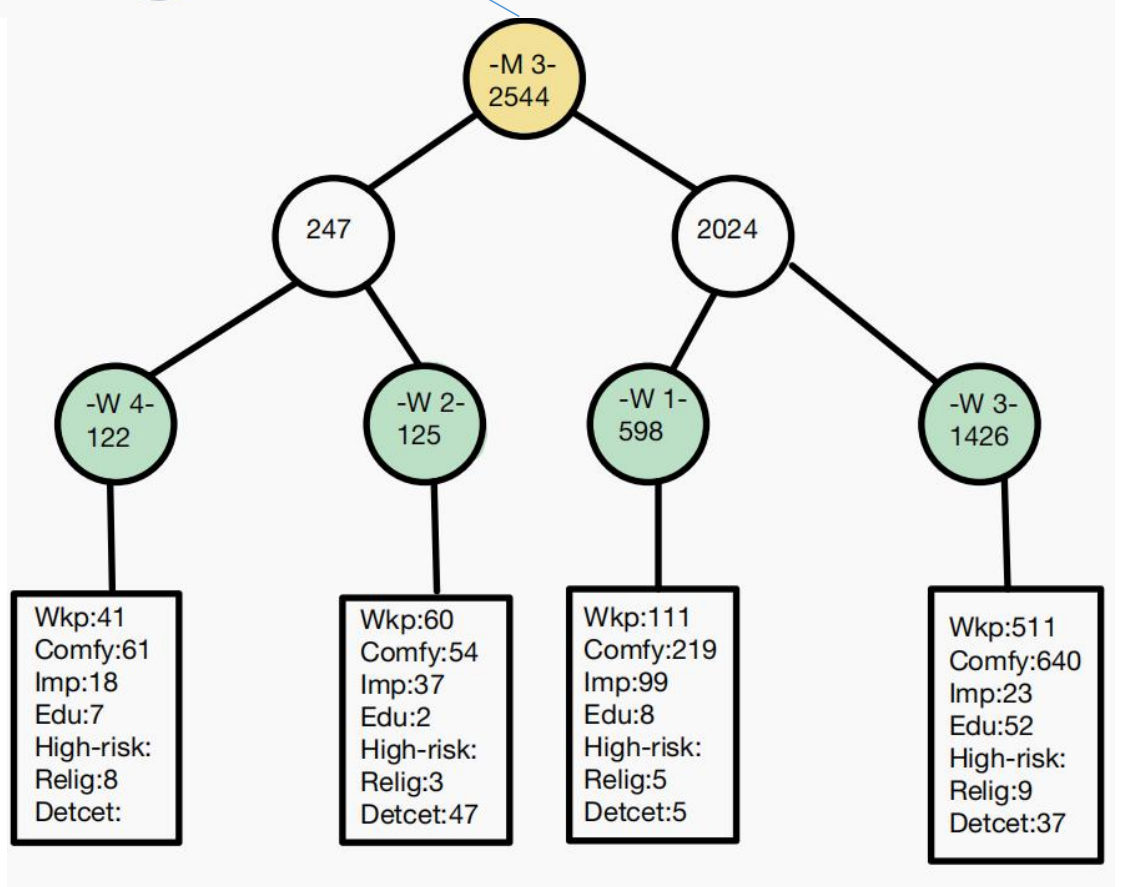 -M 3-
2544
247
2024
-W 4-
122
-W 2-
125
-W 1-
598
-W 3-
1426
Wkp:41
Comfy:61
Imp:18
Edu:7
High-risk:
Relig:8
Detcet:
Wkp:60
Comfy:54
Imp:37
Edu:2
High-risk:
Relig:3
Detcet:47
Wkp:111
Comfy:219
Imp:99
Edu:8
High-risk:
Relig:5
Detcet:5
Wkp:511
Comfy:640
Imp:23
Edu:52
High-risk:
Relig:9
Detcet:37